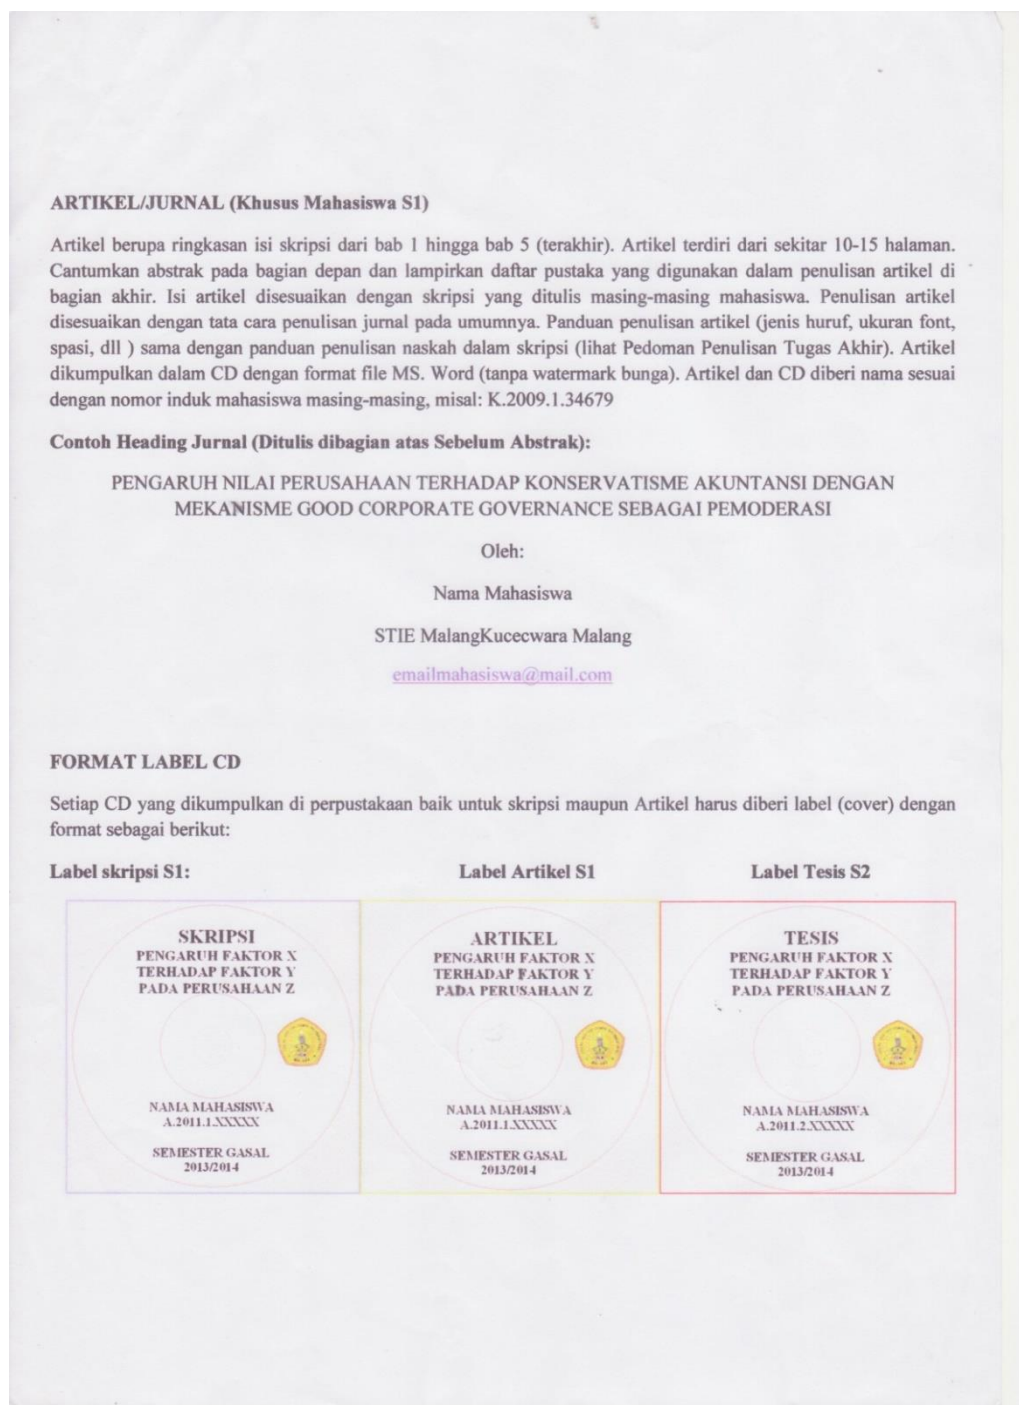 ARTIKEL/JURNAL (Khusus Mahasiswa S1)
Artikel berupa ringkasan isi skripsi dari bab 1 hingga bab 5 (terakhir). Artikel terdiri dari sekitar 10-15 halaman.
Cantumkan abstrak pada bagian depan dan lampirkan daftar pustaka yang digunakan dalam penulisan artikel di
bagian akhir. Isi artikel disesuaikan dengan skripsi yang ditulis masing-masing mahasiswa. Penulisan artikel
disesuaikan dengan tata cara penulisan jurnal pada umumnya. Panduan penulisan artikel (jenis huruf, ukuran font,
spasi, dll ) sama dengan panduan penulisan naskah dalam skripsi (lihat Pedoman Penulisan Tugas Akhir). Artikel
dikumpulkan dalam CD dengan format file MS. Word (tanpa watermark bunga). Artikel dan CD diberi nama sesuai
dengan nomor induk mahasiswa masing-masing, misal: K.2009.1.34679
Contoh Heading Jurnal (Ditulis dibagian atas Sebelum Abstrak):
PENGARUH NILAI PERUSAHAAN TERHADAP KONSERVATISME AKUNTANSI DENGAN
MEKANISME GOOD CORPORATE GOVERNANCE SEBAGAI PEMODERASI
Oleh:
Nama Mahasiswa
STIE MalangKucecwara Malang
emailmahasiswa@mail.com
FORMAT LABEL CD
Setiap CD yang dikumpulkan di perpustakaan baik untuk skripsi maupun Artikel harus diberi label (cover) dengan
format sebagai berikut:
Label skripsi S1:
SKRIPSI
PENGARUH FAKTOR X
TERHADAP FAKTOR Y
PADA PERUSAHAAN Z
NAMA MAHASISWA
A.2011.1.XXXXX
SEMESTER GASAL
2013/2014
Label Artikel S1
ARTIKEL
PENGARUH FAKTOR X
TERHADAP FAKTOR Y
PADA PERUSAHAAN Z
NAMA MAHASISWA
A.2011.1.XXXXX
SEMESTER GASAL
2013/2014
Label Tesis S2
TESIS
PENGARUH FAKTOR X
TERHADAP FAKTOR Y
PADA PERUSAHAAN Z
NAMA MAHASISWA
A.2011.2.XXXXX
SEMESTER GASAL
2013/2014